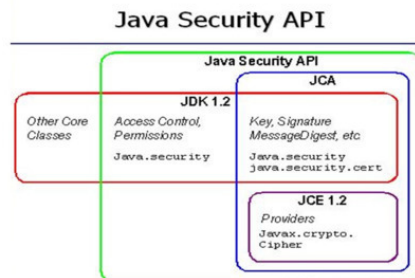 Java Security API
Java Security API
JCA
JDK 1.2
Other Core
Classes
Access Control,
Permissions
Java.security
Key, Signature
MessageDigest, etc
Java.security
java.security.cert
JCE 1.2
Providers
Javax.crypto.
Cipher